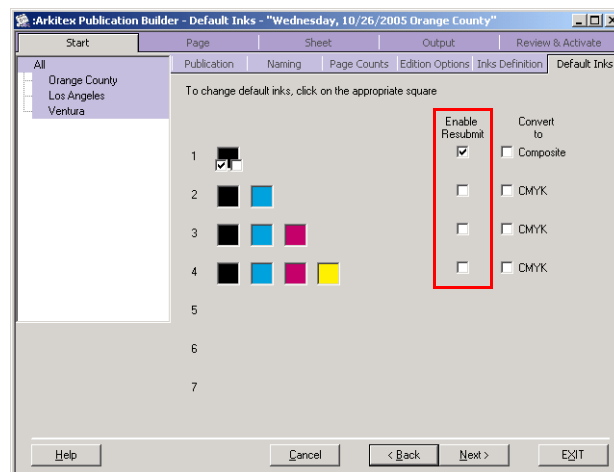 :Arkitex Publication Builder - Default Inks - "Wednesday, 10/26/2005 Orange County"
Start Page Sheet Output Review & Activate
All
Orange County
Los Angeles
Ventura
Publication Naming Page Counts Edition Options Inks Definition Default Inks
To change default inks, click on the appropriate square
Enable Resubmit
Convert to
1 Composite
2 CMYK
3 CMYK
4 CMYK
5
6
7
Help Cancel < Back Next > EXIT